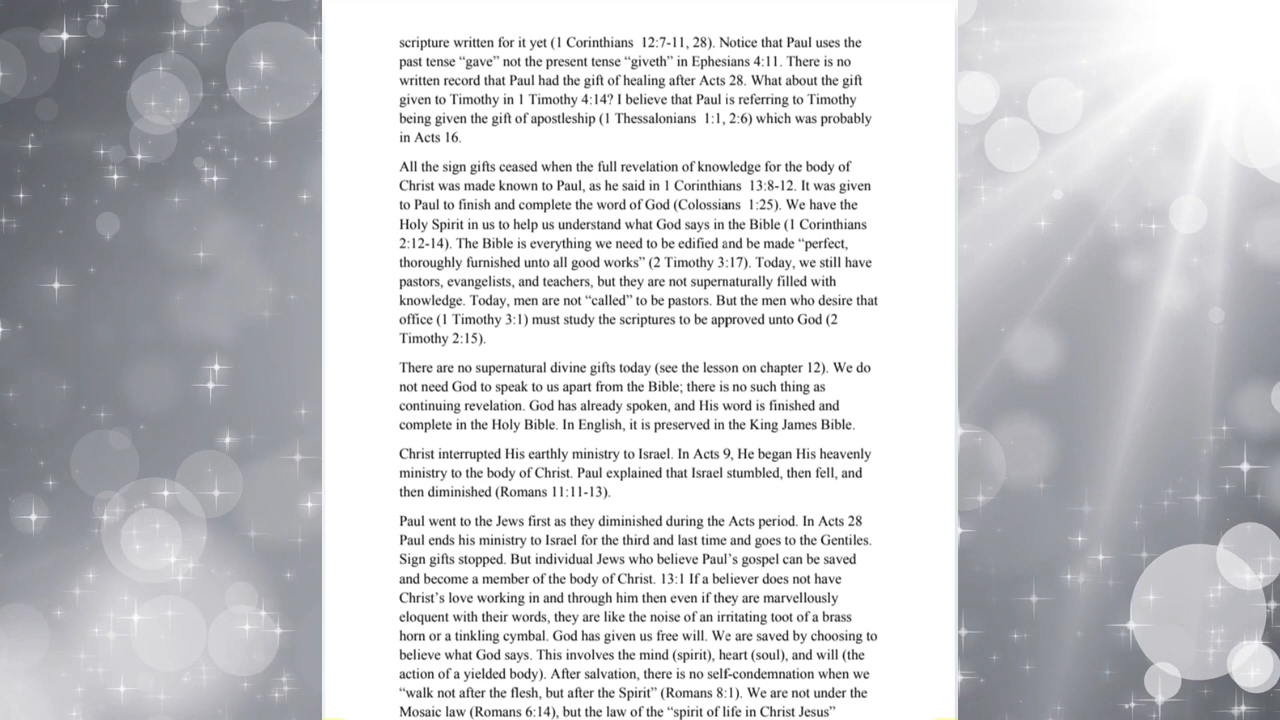 scripture written for it yet (1 Corinthians 12:7-11, 28). Notice that Paul uses the
past tense “gave” not the present tense “giveth” in Ephesians 4:11. There is no
written record that Paul had the gift of healing after Acts 28. What about the gift
given to Timothy in 1 Timothy 4:14? I believe that Paul is referring to Timothy
being given the gift of apostleship (1 Thessalonians 1:1, 2:6) which was probably
in Acts 16.
All the sign gifts ceased when the full revelation of knowledge for the body of
Christ was made known to Paul, as he said in 1 Corinthians 13:8-12. It was given
to Paul to finish and complete the word of God (Colossians 1:25). We have the
Holy Spirit in us to help us understand what God says in the Bible (1 Corinthians
2:12-14). The Bible is everything we need to be edified and be made “perfect,
thoroughly furnished unto all good works” (2 Timothy 3:17). Today, we still have
pastors, evangelists, and teachers, but they are not supernaturally filled with
knowledge. Today, men are not “called” to be pastors. But the men who desire that
office (1 Timothy 3:1) must study the scriptures to be approved unto God (2
Timothy 2:15).
There are no supernatural divine gifts today (see the lesson on chapter 12). We do
not need God to speak to us apart from the Bible; there is no such thing as
continuing revelation. God has already spoken, and His word is finished and
complete in the Holy Bible. In English, it is preserved in the King James Bible.
Christ interrupted His earthly ministry to Israel. In Acts 9, He began His heavenly
ministry to the body of Christ. Paul explained that Israel stumbled, then fell, and
then diminished (Romans 11:11-13).
Paul went to the Jews first as they diminished during the Acts period. In Acts 28
Paul ends his ministry to Israel for the third and last time and goes to the Gentiles.
Sign gifts stopped. But individual Jews who believe Paul’s gospel can be saved
and become a member of the body of Christ. 13:1 If a believer does not have
Christ’s love working in and through him then even if they are marvellously
eloquent with their words, they are like the noise of an irritating toot of a brass
horn or a tinkling cymbal. God has given us free will. We are saved by choosing to
believe what God says. This involves the mind (spirit), heart (soul), and will (the
action of a yielded body). After salvation, there is no self-condemnation when we
“walk not after the flesh, but after the Spirit” (Romans 8:1). We are not under the
Mosaic law (Romans 6:14), but the law of the “spirit of life in Christ Jesus”